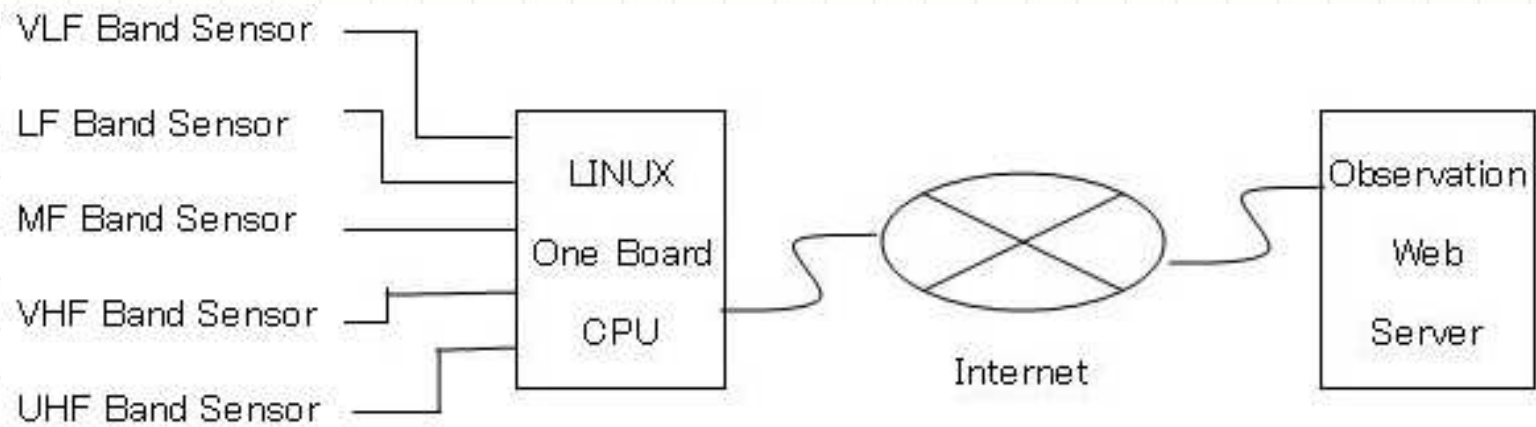 VLF Band Sensor
LF Band Sensor
MF Band Sensor
VHF Band Sensor
UHF Band Sensor
LINUX
One Board
CPU
Internet
Observation
Web
Server